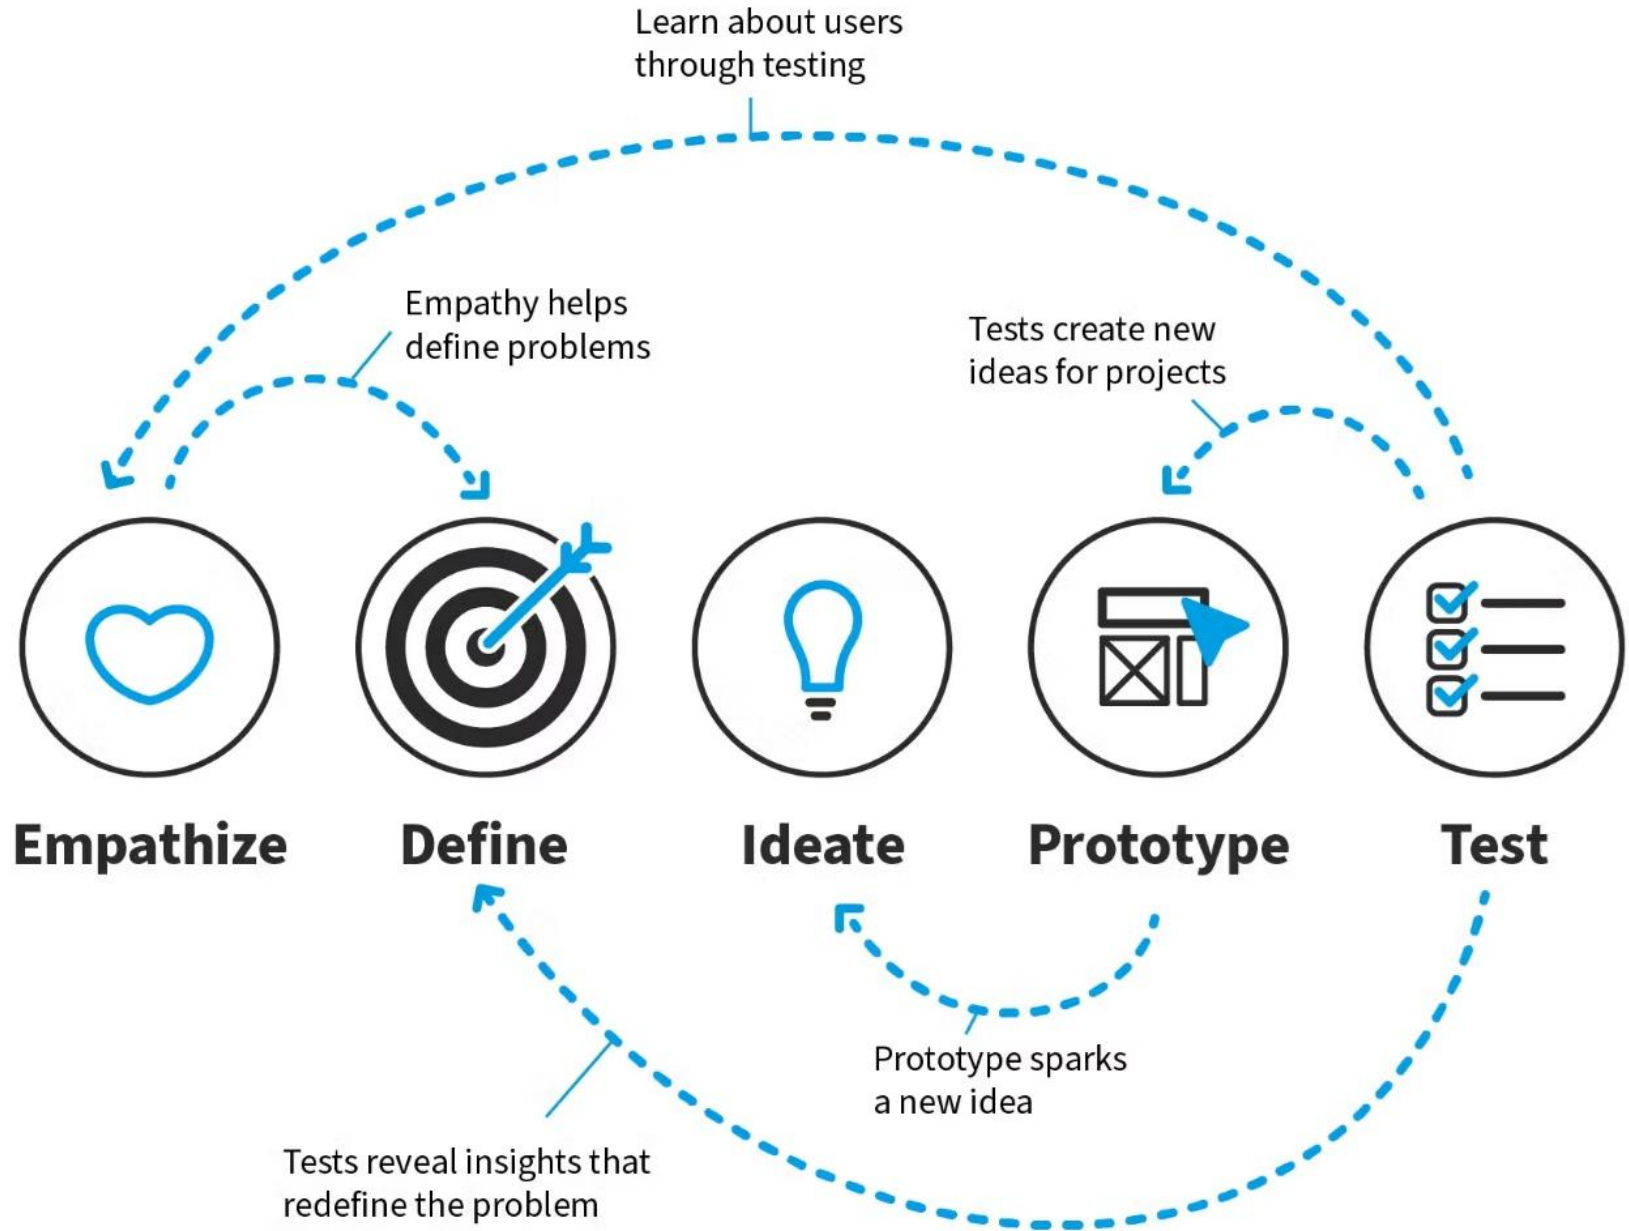 Learn about users
through testing
Empathy helps
define problems
Tests create new
ideas for projects
Empathize
Define
Ideate
Prototype
Test
Prototype sparks
a new idea
Tests reveal insights that
redefine the problem